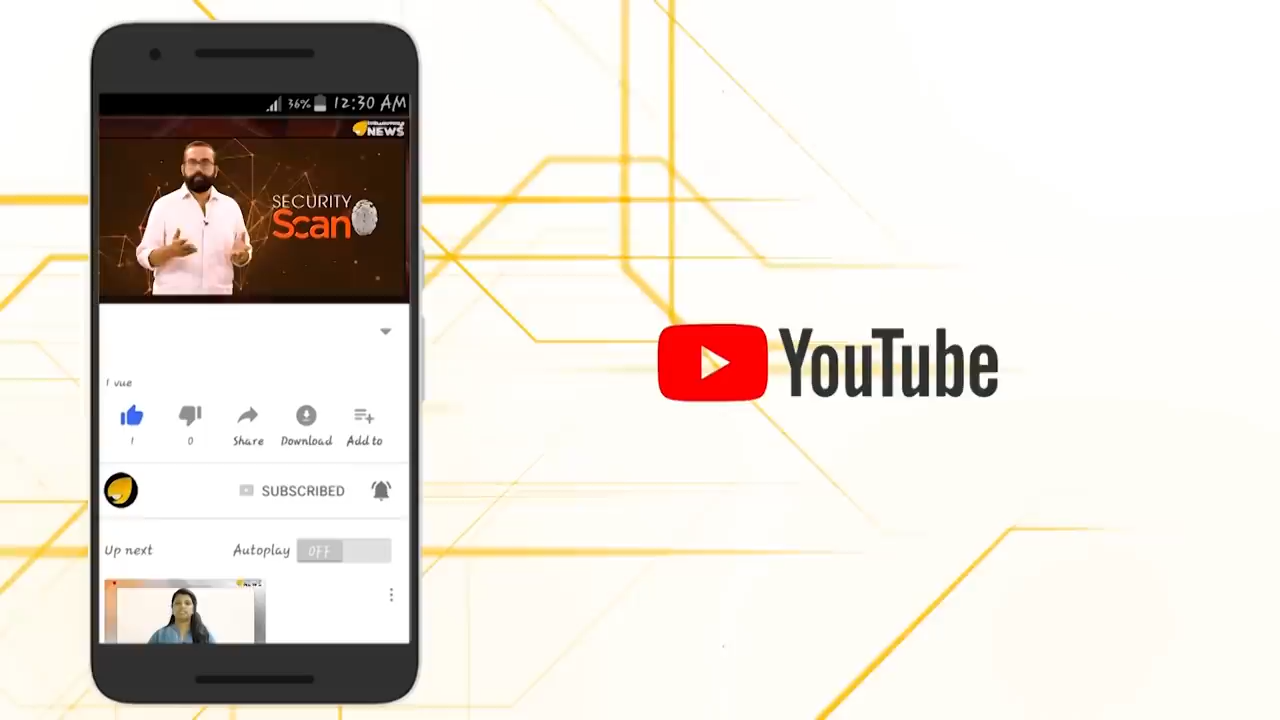 36% 12:30 AM
NEWS
SECURITY
Scan
1 vue
1 0 Share Download Add to
SUBSCRIBED
Up next Autoplay OFF
NEWS
YouTube